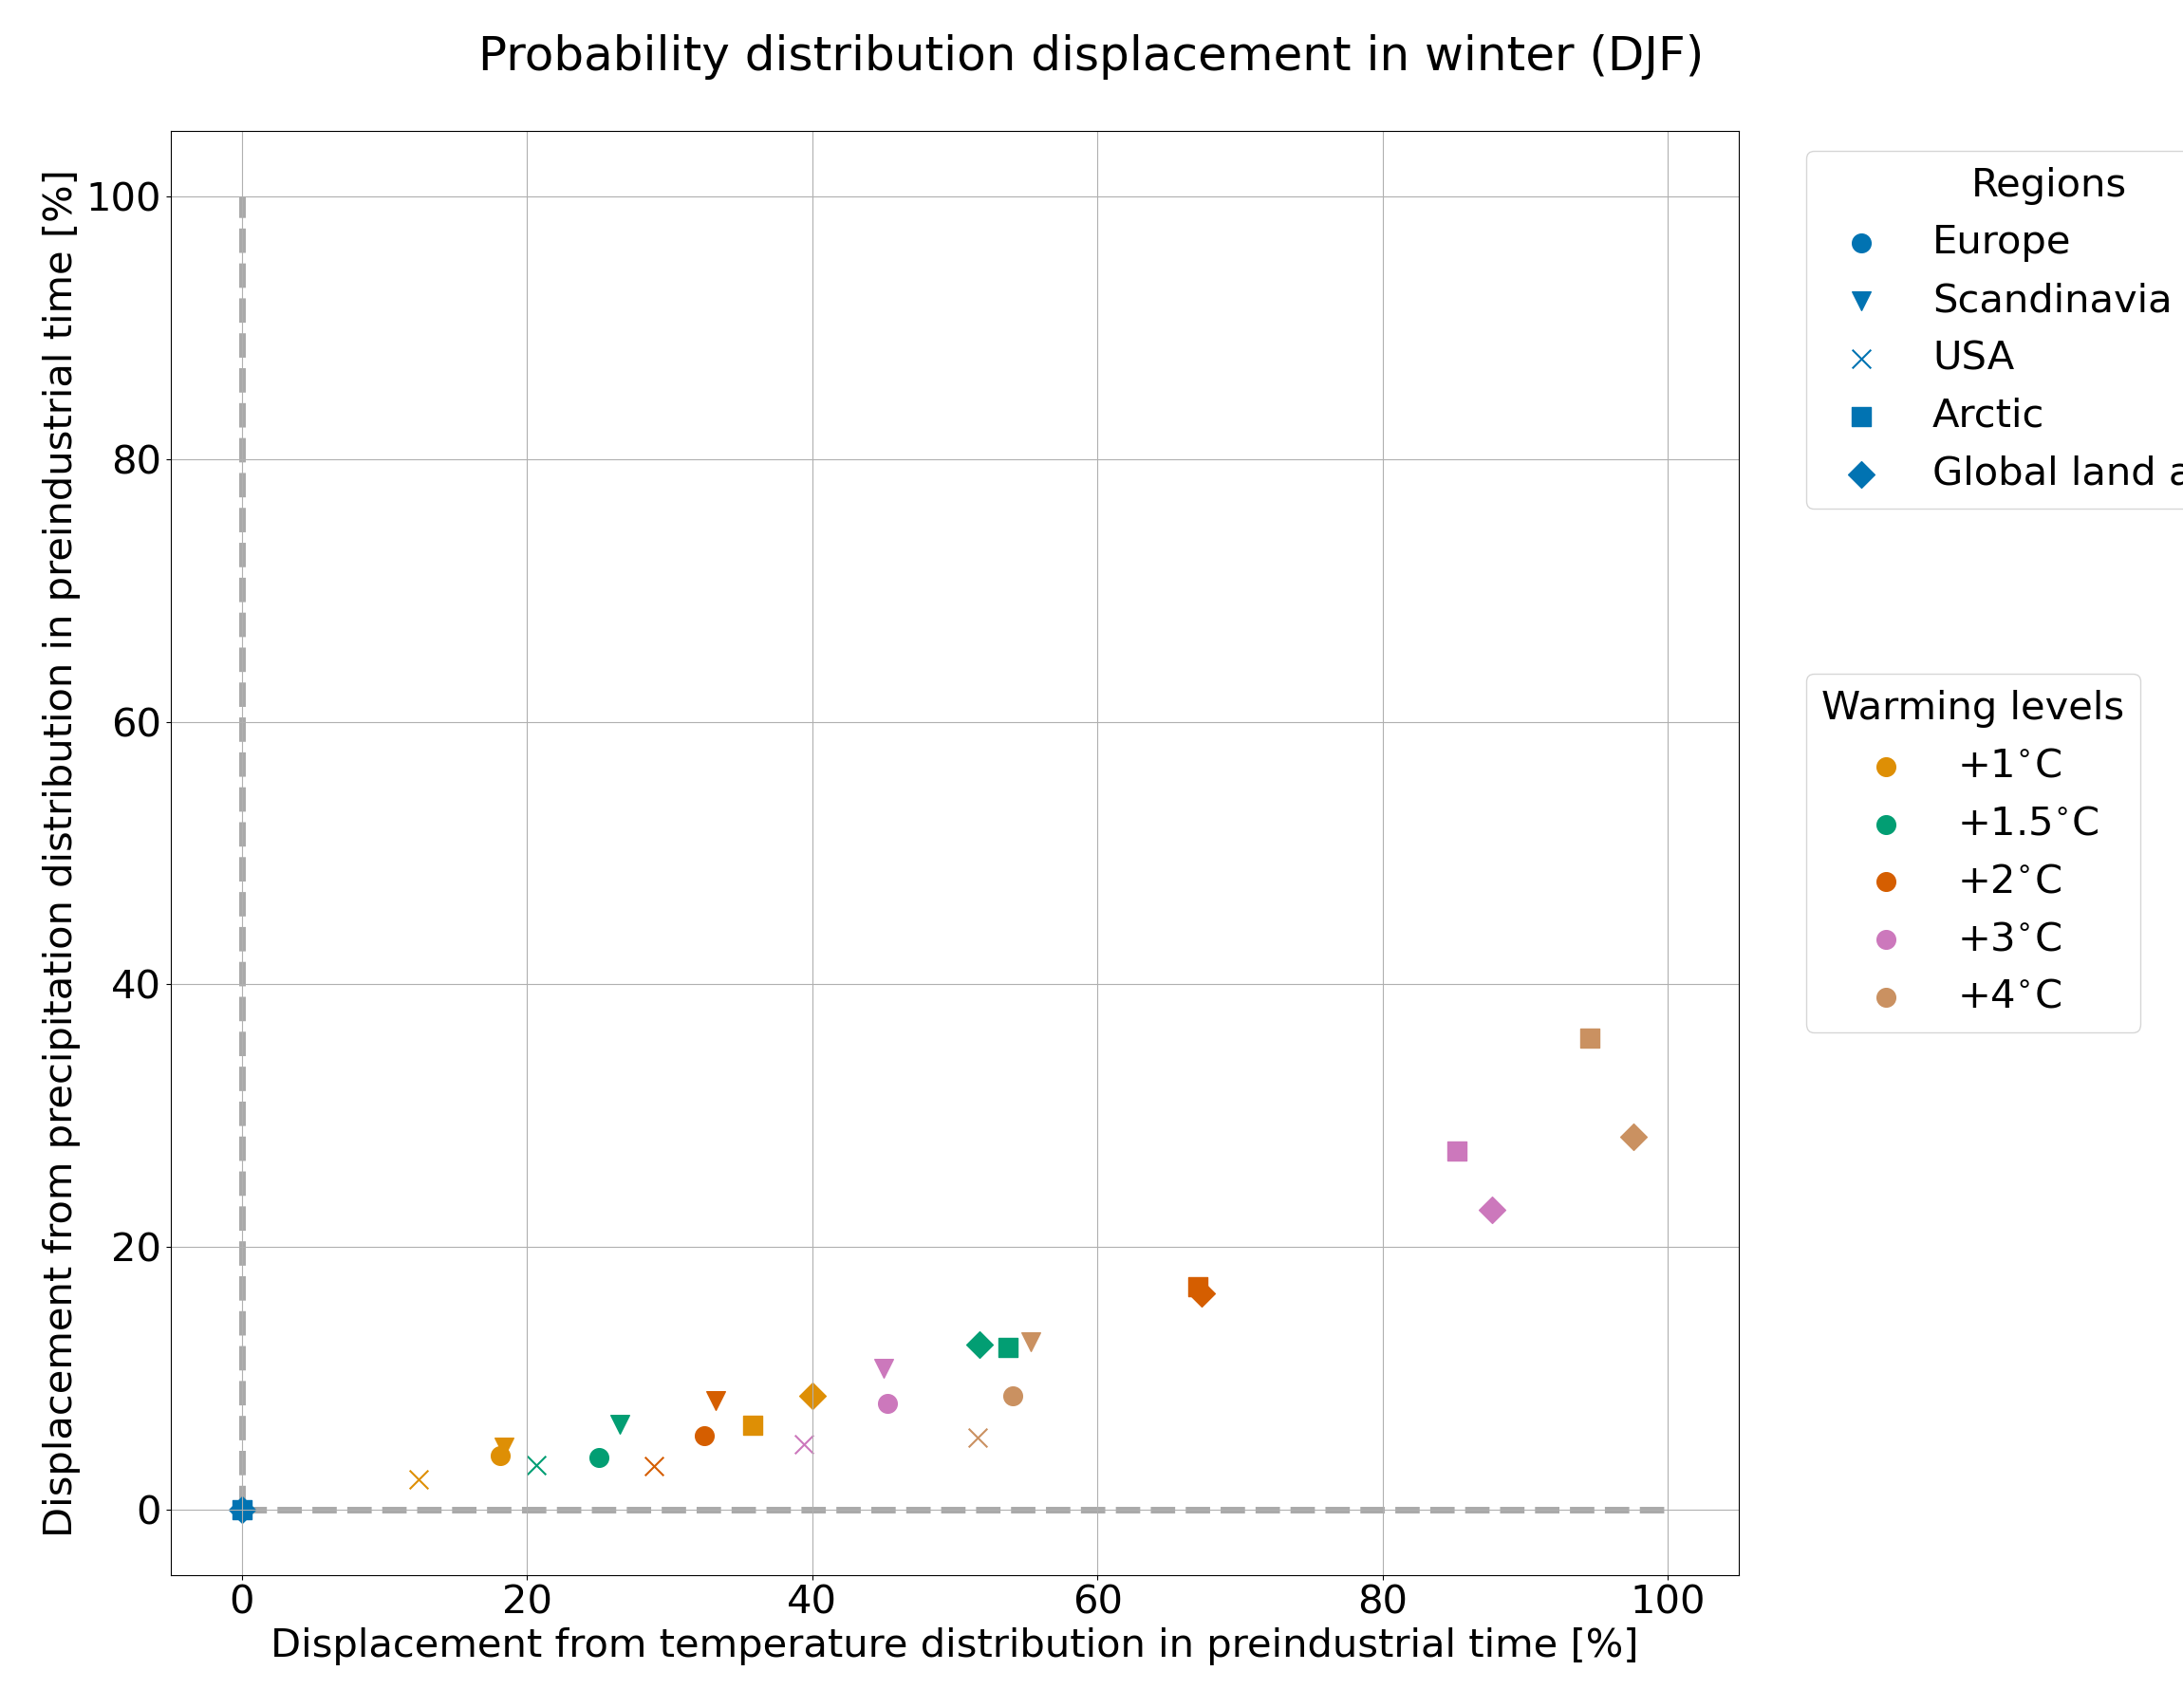 Probability distribution displacement in winter (DJF)
Displacement from precipitation distribution in preindustrial time [%]
100
80
60
40
20
0
0 20 40 60 80 100
Displacement from temperature distribution in preindustrial time [%]
Regions
Europe
Scandinavia
USA
Arctic
Global land a
Warming levels
+1°C
+1.5°C
+2°C
+3°C
+4°C